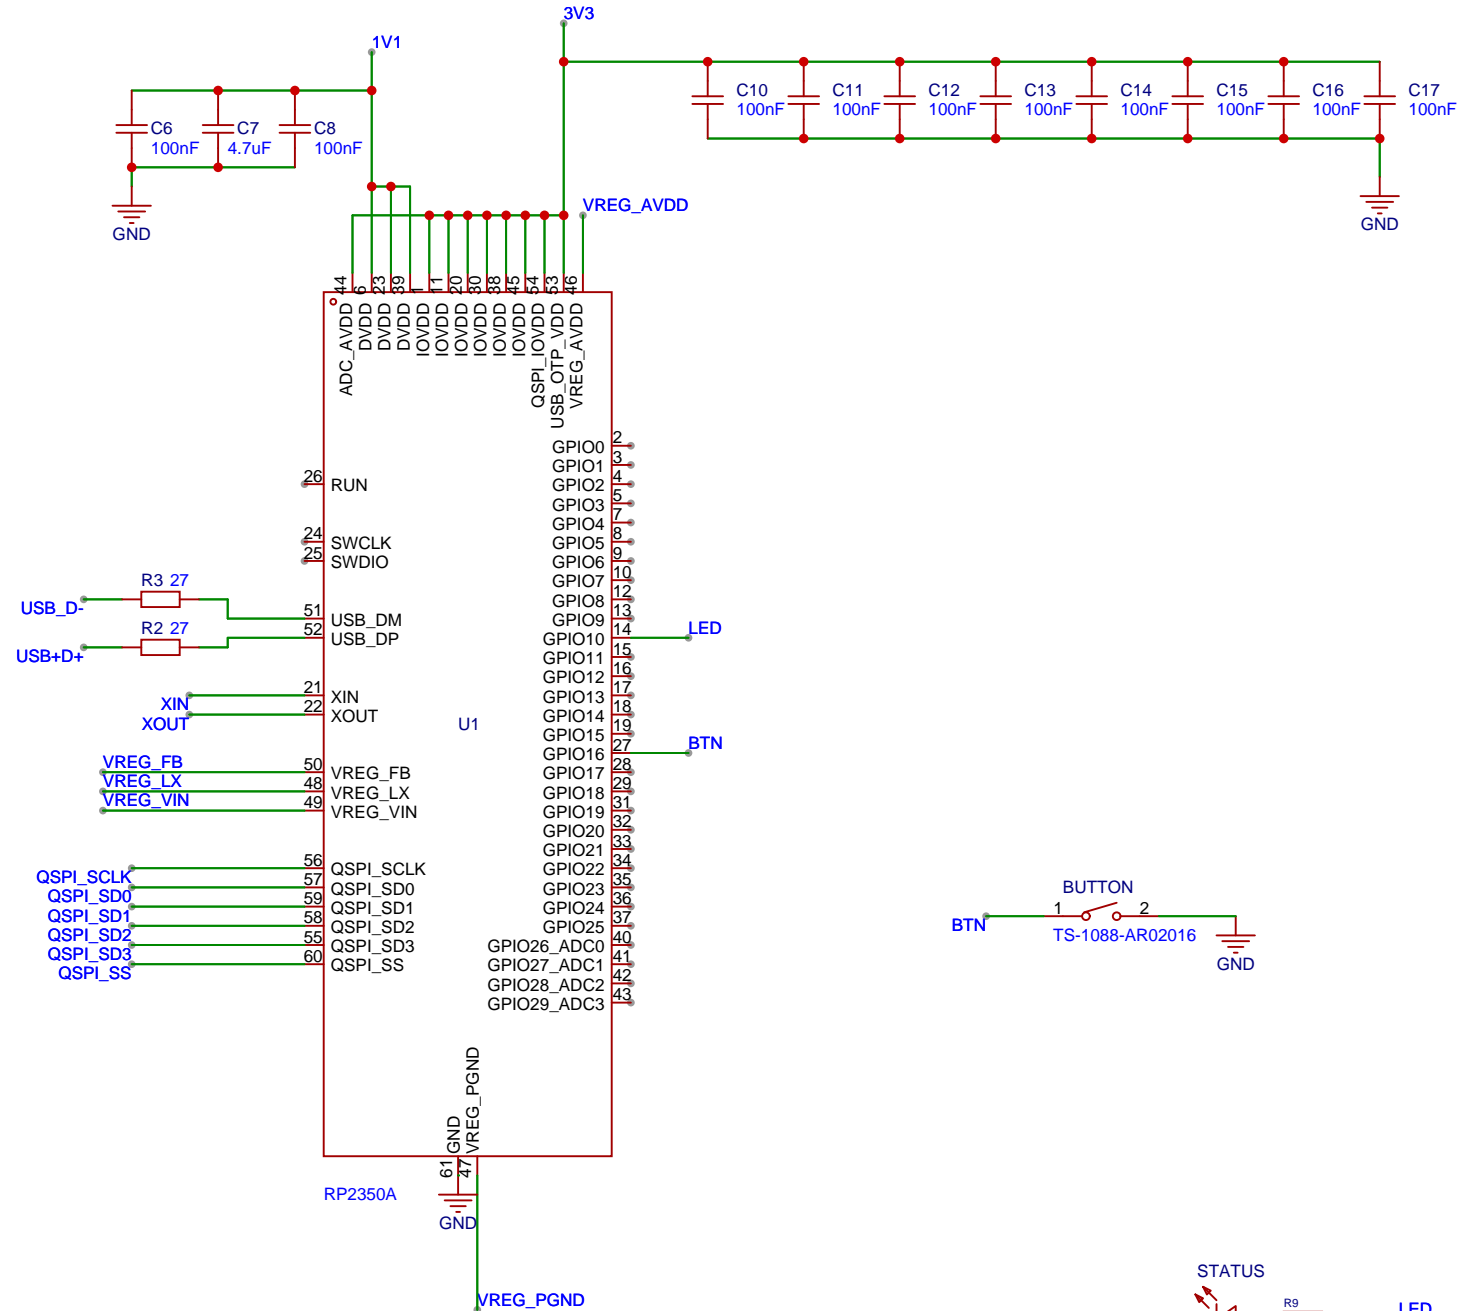 3V3
1V1
C6
100nF
C7
4.7uF
C8
100nF
GND
C10
100nF
C11
100nF
C12
100nF
C13
100nF
C14
100nF
C15
100nF
C16
100nF
C17
100nF
GND
VREG_AVDD
44
6
23
39
1
11
20
30
38
45
54
53
46
ADC_AVDD
DVDD
DVDD
DVDD
IOVDD
IOVDD
IOVDD
IOVDD
IOVDD
IOVDD
QSPI_IOVDD
USB_OTP_VDD
VREG_AVDD
26 RUN
24 SWCLK
25 SWDIO
R3 27
USB_D-
51 USB_DM
R2 27
USB+D+
52 USB_DP
XIN 21 XIN
XOUT 22 XOUT
VREG_FB 50 VREG_FB
VREG_LX 48 VREG_LX
VREG_VIN 49 VREG_VIN
QSPI_SCLK 56 QSPI_SCLK
QSPI_SD0 57 QSPI_SD0
QSPI_SD1 59 QSPI_SD1
QSPI_SD2 58 QSPI_SD2
QSPI_SD3 55 QSPI_SD3
QSPI_SS 60 QSPI_SS
U1
GPIO0 2
GPIO1 3
GPIO2 4
GPIO3 5
GPIO4 7
GPIO5 8
GPIO6 9
GPIO7 10
GPIO8 12
GPIO9 13
GPIO10 14 LED
GPIO11 15
GPIO12 16
GPIO13 17
GPIO14 18
GPIO15 19
GPIO16 27 BTN
GPIO17 28
GPIO18 29
GPIO19 31
GPIO20 32
GPIO21 33
GPIO22 34
GPIO23 35
GPIO24 36
GPIO25 37
GPIO26_ADC0 40
GPIO27_ADC1 41
GPIO28_ADC2 42
GPIO29_ADC3 43
GND
VREG_PGND
61
47
RP2350A
GND
VREG_PGND
BUTTON
BTN 1 2
TS-1088-AR02016
GND
STATUS
R9
LED